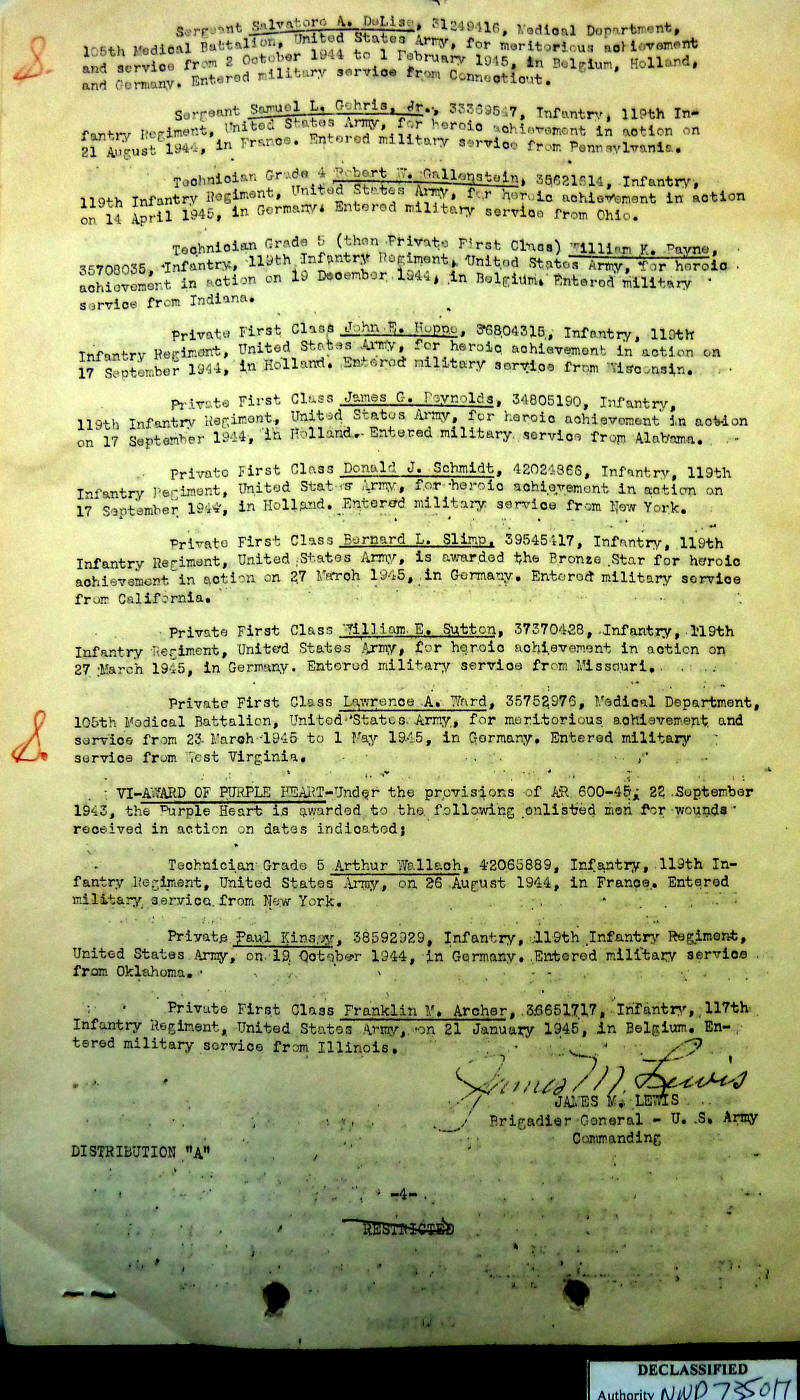 Sergeant Salvatore A. DeLise, 31249416, Medical Department,
105th Medical Battalion, United States Army, for meritorious achievement
and service from 2 October 1944 to 1 February 1945, in Belgium, Holland,
and Germany. Entered military service from Connecticut.
Sergeant Samuel L. Gehris, Jr., 33369547, Infantry, 119th In-
fantry Regiment, United States Army, for heroic achievement in action on
21 August 1944, in France. Entered military service from Pennsylvania.
Technician Grade 4 Robert W. Gallenstein, 35621614, Infantry,
119th Infantry Regiment, United States Army, for heroic achievement in action
on 14 April 1945, in Germany. Entered military service from Ohio.
Technician Grade 5 (then Private First Class) William K. Payne,
35708035, Infantry, 119th Infantry Regiment, United States Army, for heroic
achievement in action on 19 December 1944, in Belgium. Entered military
service from Indiana.
Private First Class John E. Hoppe, 36804315, Infantry, 119th
Infantry Regiment, United States Army, for heroic achievement in action on
17 September 1944, in Holland. Entered military service from Wisconsin.
Private First Class James G. Reynolds, 34805190, Infantry,
119th Infantry Regiment, United States Army, for heroic achievement in action
on 17 September 1944, in Holland. Entered military service from Alabama.
Private First Class Donald J. Schmidt, 42024866, Infantry, 119th
Infantry Regiment, United States Army, for heroic achievement in action on
17 September 1944, in Holland. Entered military service from New York.
Private First Class Bernard L. Slimp, 39545417, Infantry, 119th
Infantry Regiment, United States Army, is awarded the Bronze Star for heroic
achievement in action on 27 March 1945, in Germany. Entered military service
from California.
Private First Class William E. Sutton, 37370428, Infantry, 119th
Infantry Regiment, United States Army, for heroic achievement in action on
27 March 1945, in Germany. Entered military service from Missouri.
Private First Class Lawrence A. Ward, 35752976, Medical Department,
105th Medical Battalion, United States Army, for meritorious achievement and
service from 23 March 1945 to 1 May 1945, in Germany. Entered military
service from West Virginia.
VI-AWARD OF PURPLE HEART-Under the provisions of AR 600-45, 22 September
1943, the Purple Heart is awarded to the following enlisted men for wounds
received in action on dates indicated;
Technician Grade 5 Arthur Wallach, 42065889, Infantry, 119th In-
fantry Regiment, United States Army, on 26 August 1944, in France. Entered
military service from New York.
Private Paul Kinsey, 38592929, Infantry, 119th Infantry Regiment,
United States Army, on 19 October 1944, in Germany. Entered military service
from Oklahoma.
Private First Class Franklin M. Archer, 36651717, Infantry, 117th
Infantry Regiment, United States Army, on 21 January 1945, in Belgium. En-
tered military service from Illinois.
James M. Lewis
JAMES M. LEWIS
Brigadier General - U. S. Army
Commanding
DISTRIBUTION "A"
-4-
RESTRICTED
DECLASSIFIED
Authority NND 735017